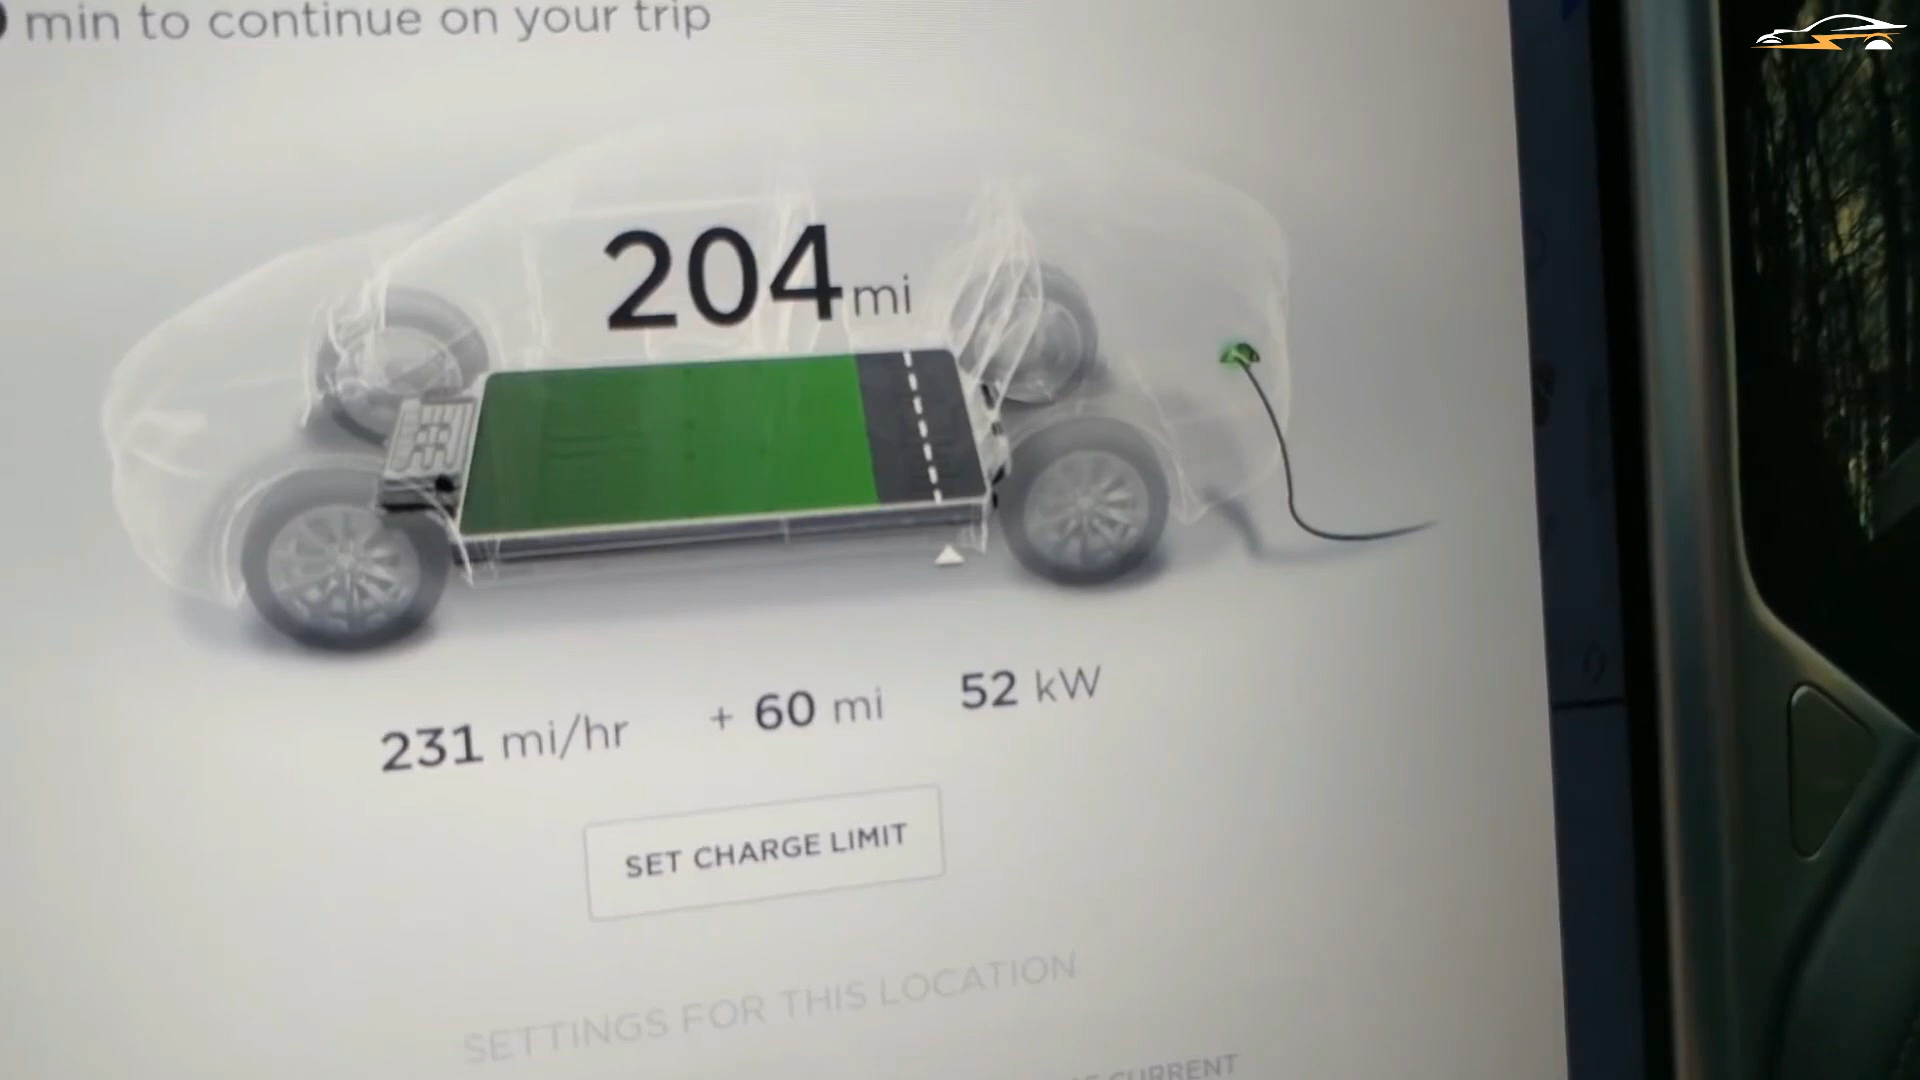 min to continue on your trip
204 mi
231 mi/hr + 60 mi 52 kW
SET CHARGE LIMIT
SETTINGS FOR THIS LOCATION
CURRENT